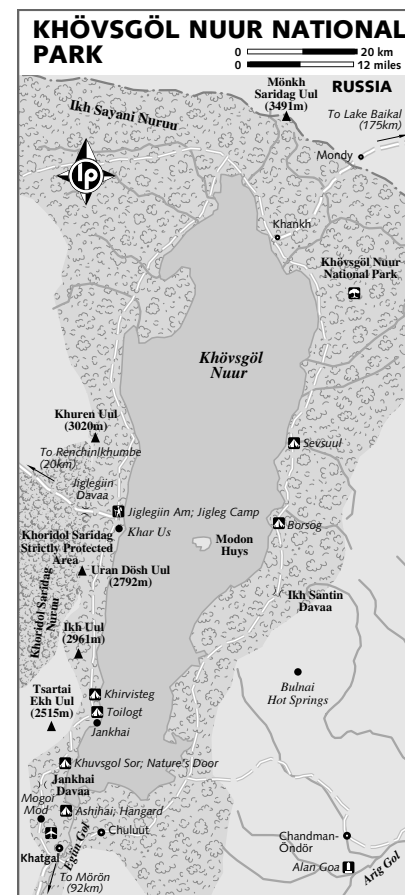 KHÖVSGÖL NUUR NATIONAL
PARK
0 20 km
0 12 miles
Mönkh
Saridag Uul
(3491m)
RUSSIA
To Lake Baikal
(175km)
Ikh Sayani Nuruu
lp
Mondy
Khankh
Khövsgöl Nuur
National Park
Khövsgöl
Nuur
Khuren Uul
(3020m)
To Renchinlkhumbe
(20km)
Sevsuul
Jiglegiin
Davaa
Jiglegiin Am; Jigleg Camp
Khar Us
Borsog
Khoridol Saridag
Strictly Protected
Area
Modon
Huys
Uran Dösh Uul
(2792m)
Khoridol Saridag
Nuruu
Ikh Santin
Davaa
Ikh Uul
(2961m)
Bulnai
Hot Springs
Tsartai
Ekh Uul
(2515m)
Khirvisteg
Toilogt
Jankhai
Khuvsgol Sor; Nature's Door
Jankhai
Davaa
Mogoi
Mod
Ashihai; Hangard
Chuluut
Egiin Gol
Khatgal
Chandman-
Öndör
To Mörön
(92km)
Alan Goa
Arig Gol